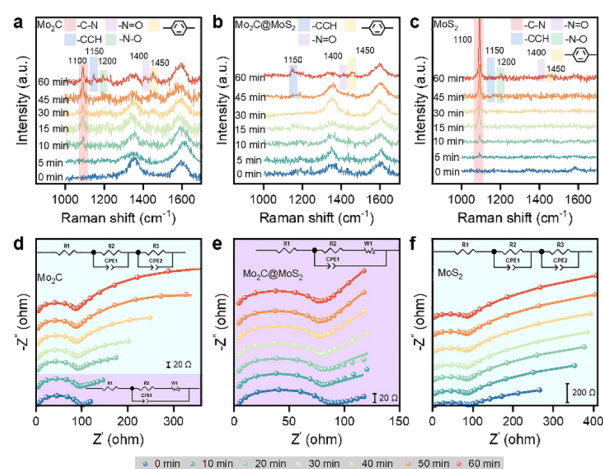 a Mo₂C -C-N -N=O
-CCH -N-O
1100 1150 1200 1400 1450
60 min
45 min
30 min
15 min
10 min
5 min
0 min
Intensity (a.u.)
1000 1200 1400 1600
Raman shift (cm⁻¹)
b Mo₂C@MoS₂ -CCH
-N=O
1150 1400 1450
60 min
45 min
30 min
15 min
10 min
5 min
0 min
Intensity (a.u.)
1000 1200 1400 1600
Raman shift (cm⁻¹)
c MoS₂ -C-N -N=O
-CCH -N-O
1100 1150 1200 1400 1450
60 min
45 min
30 min
15 min
10 min
5 min
0 min
Intensity (a.u.)
1000 1200 1400 1600
Raman shift (cm⁻¹)
d
R1 R2 R3
CPE1 CPE2
Mo₂C
20 Ω
R1 R2 W1
CPE1
-Z″ (ohm)
0 100 200 300
Z′ (ohm)
e
R1 R2 W1
CPE1
Mo₂C@MoS₂
20 Ω
-Z″ (ohm)
0 40 80 120
Z′ (ohm)
f
R1 R2 R3
CPE1 CPE2
MoS₂
200 Ω
-Z″ (ohm)
0 100 200 300 400
Z′ (ohm)
0 min 10 min 20 min 30 min 40 min 50 min 60 min